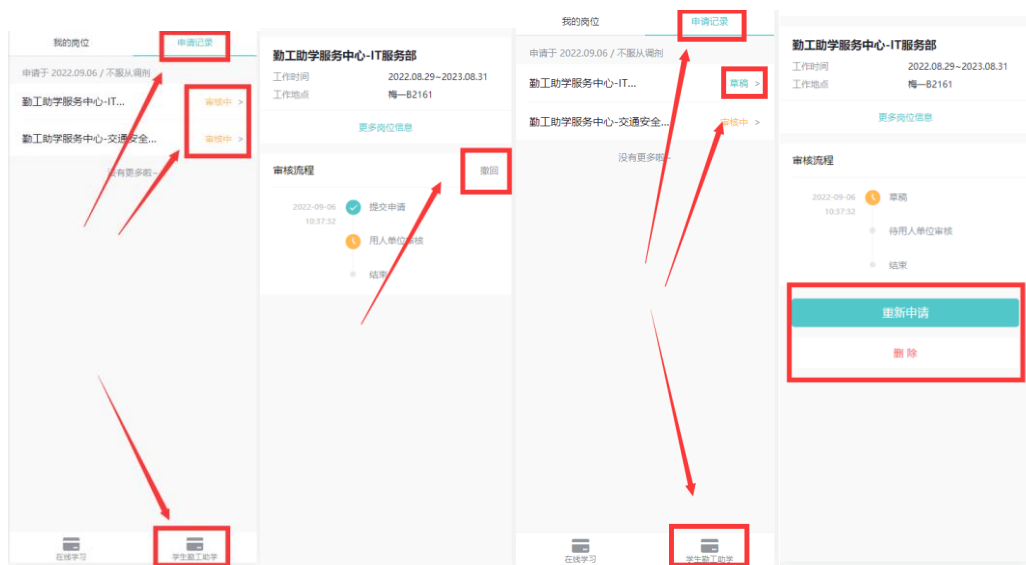 我的岗位
申请记录
申请于 2022.09.06 / 不服从调剂
勤工助学服务中心-IT...
审核中 >
勤工助学服务中心-交通安全...
审核中 >
没有更多啦~
在线学习
学生勤工助学
勤工助学服务中心-IT服务部
工作时间
2022.08.29~2023.08.31
工作地点
梅—B2161
更多岗位信息
审核流程
撤回
2022-09-06
10:37:32
提交申请
用人单位审核
结束
我的岗位
申请记录
申请于 2022.09.06 / 不服从调剂
勤工助学服务中心-IT...
草稿 >
勤工助学服务中心-交通安全...
审核中 >
没有更多啦~
在线学习
学生勤工助学
勤工助学服务中心-IT服务部
工作时间
2022.08.29~2023.08.31
工作地点
梅—B2161
更多岗位信息
审核流程
2022-09-06
10:37:32
草稿
待用人单位审核
结束
重新申请
删 除